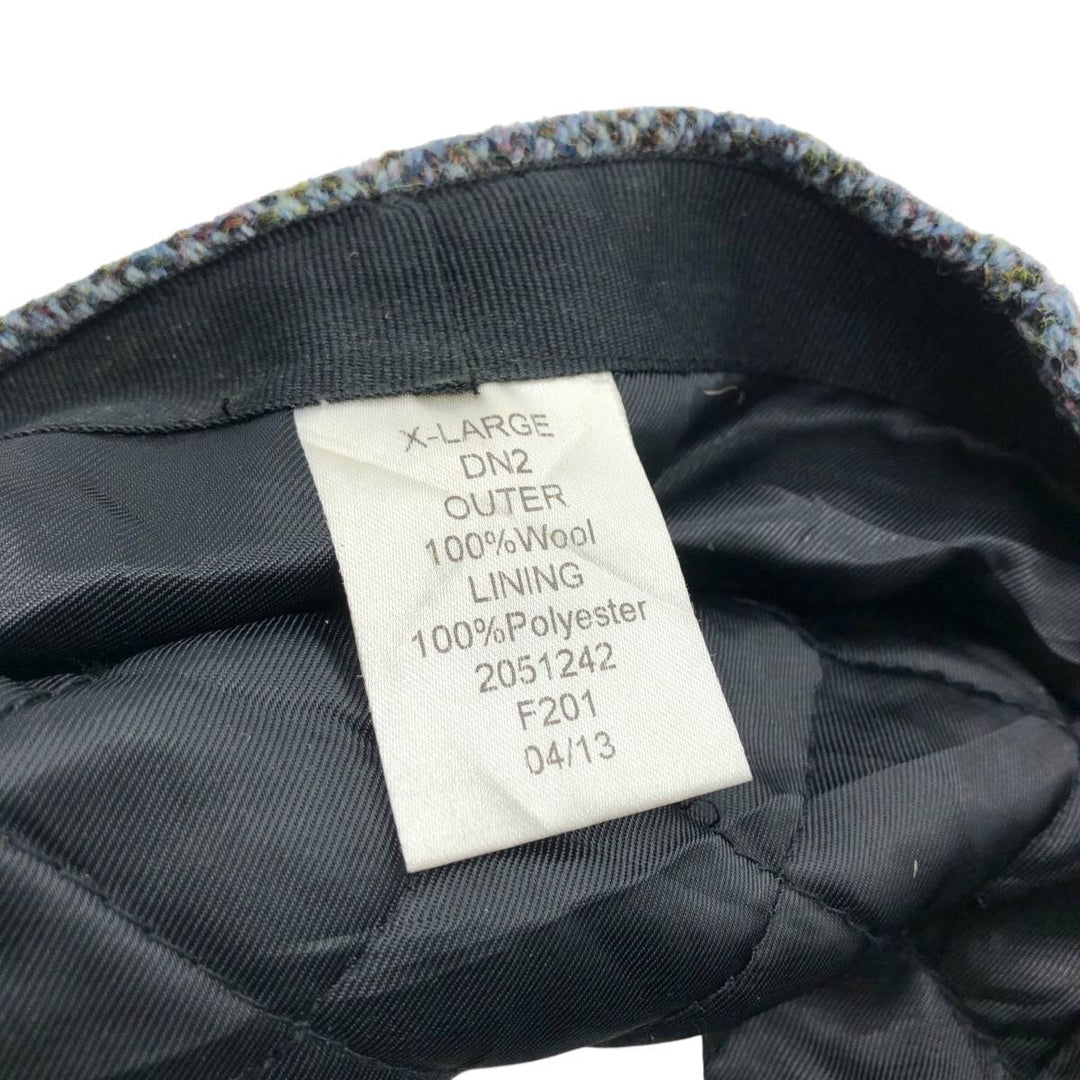 X-LARGE
DN2
OUTER
100%Wool
LINING
100%Polyester
2051242
F201
04/13